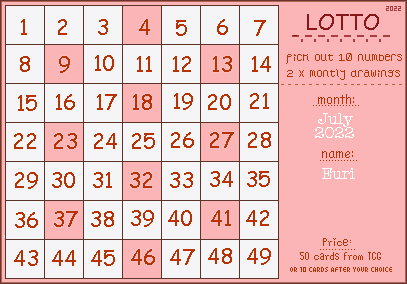 1 2 3 4 5 6 7
8 9 10 11 12 13 14
15 16 17 18 19 20 21
22 23 24 25 26 27 28
29 30 31 32 33 34 35
36 37 38 39 40 41 42
43 44 45 46 47 48 49
2022
LOTTO
pick out 10 numbers
2 x montly drawings
month:
July
2022
name:
Euri
Price:
50 cards from TCG
OR 10 CARDS AFTER YOUR CHOICE